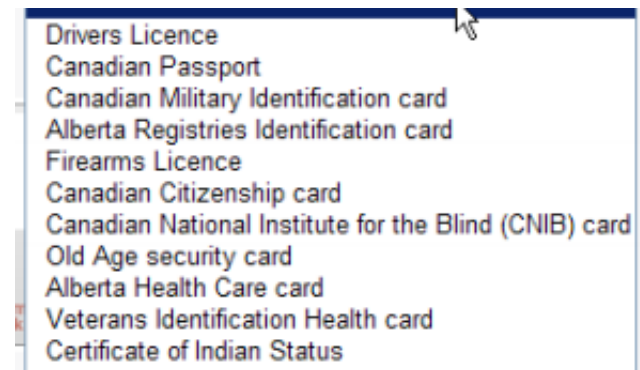 Drivers Licence
Canadian Passport
Canadian Military Identification card
Alberta Registries Identification card
Firearms Licence
Canadian Citizenship card
Canadian National Institute for the Blind (CNIB) card
Old Age security card
Alberta Health Care card
Veterans Identification Health card
Certificate of Indian Status